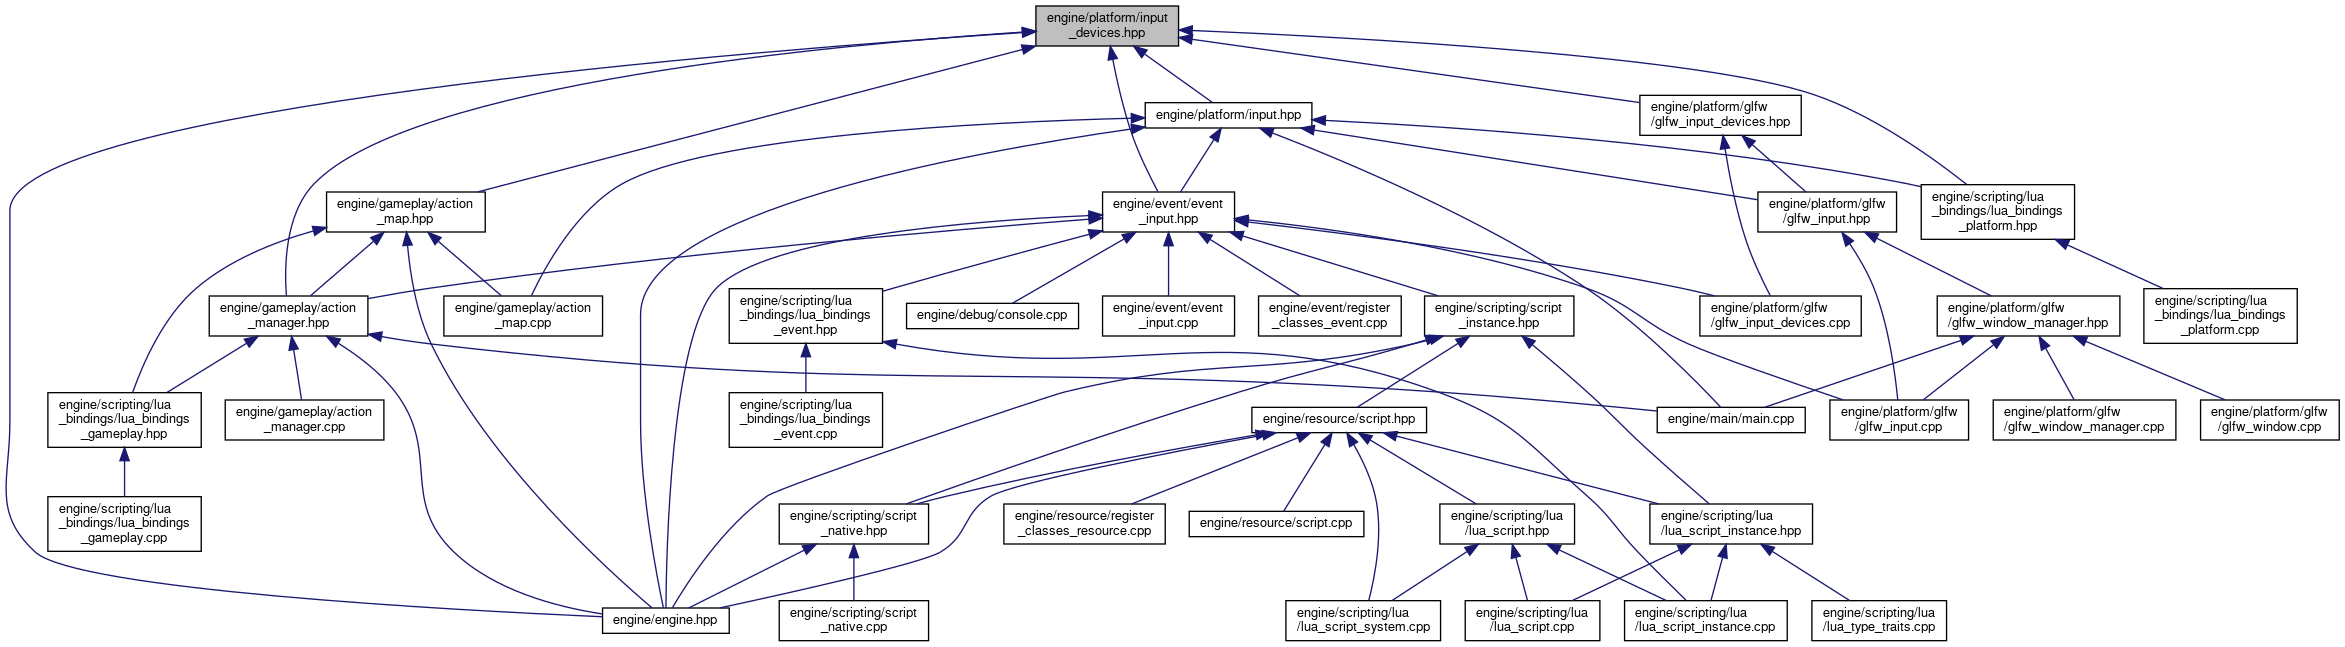 engine/platform/input
_devices.hpp
engine/platform/input.hpp
engine/platform/glfw
/glfw_input_devices.hpp
engine/gameplay/action
_map.hpp
engine/event/event
_input.hpp
engine/platform/glfw
/glfw_input.hpp
engine/scripting/lua
_bindings/lua_bindings
_platform.hpp
engine/gameplay/action
_manager.hpp
engine/gameplay/action
_map.cpp
engine/scripting/lua
_bindings/lua_bindings
_event.hpp
engine/debug/console.cpp
engine/event/event
_input.cpp
engine/event/register
_classes_event.cpp
engine/scripting/script
_instance.hpp
engine/platform/glfw
/glfw_input_devices.cpp
engine/platform/glfw
/glfw_window_manager.hpp
engine/scripting/lua
_bindings/lua_bindings
_platform.cpp
engine/scripting/lua
_bindings/lua_bindings
_gameplay.hpp
engine/gameplay/action
_manager.cpp
engine/scripting/lua
_bindings/lua_bindings
_event.cpp
engine/resource/script.hpp
engine/main/main.cpp
engine/platform/glfw
/glfw_input.cpp
engine/platform/glfw
/glfw_window_manager.cpp
engine/platform/glfw
/glfw_window.cpp
engine/scripting/lua
_bindings/lua_bindings
_gameplay.cpp
engine/scripting/script
_native.hpp
engine/resource/register
_classes_resource.cpp
engine/resource/script.cpp
engine/scripting/lua
/lua_script.hpp
engine/scripting/lua
/lua_script_instance.hpp
engine/engine.hpp
engine/scripting/script
_native.cpp
engine/scripting/lua
/lua_script_system.cpp
engine/scripting/lua
/lua_script.cpp
engine/scripting/lua
/lua_script_instance.cpp
engine/scripting/lua
/lua_type_traits.cpp